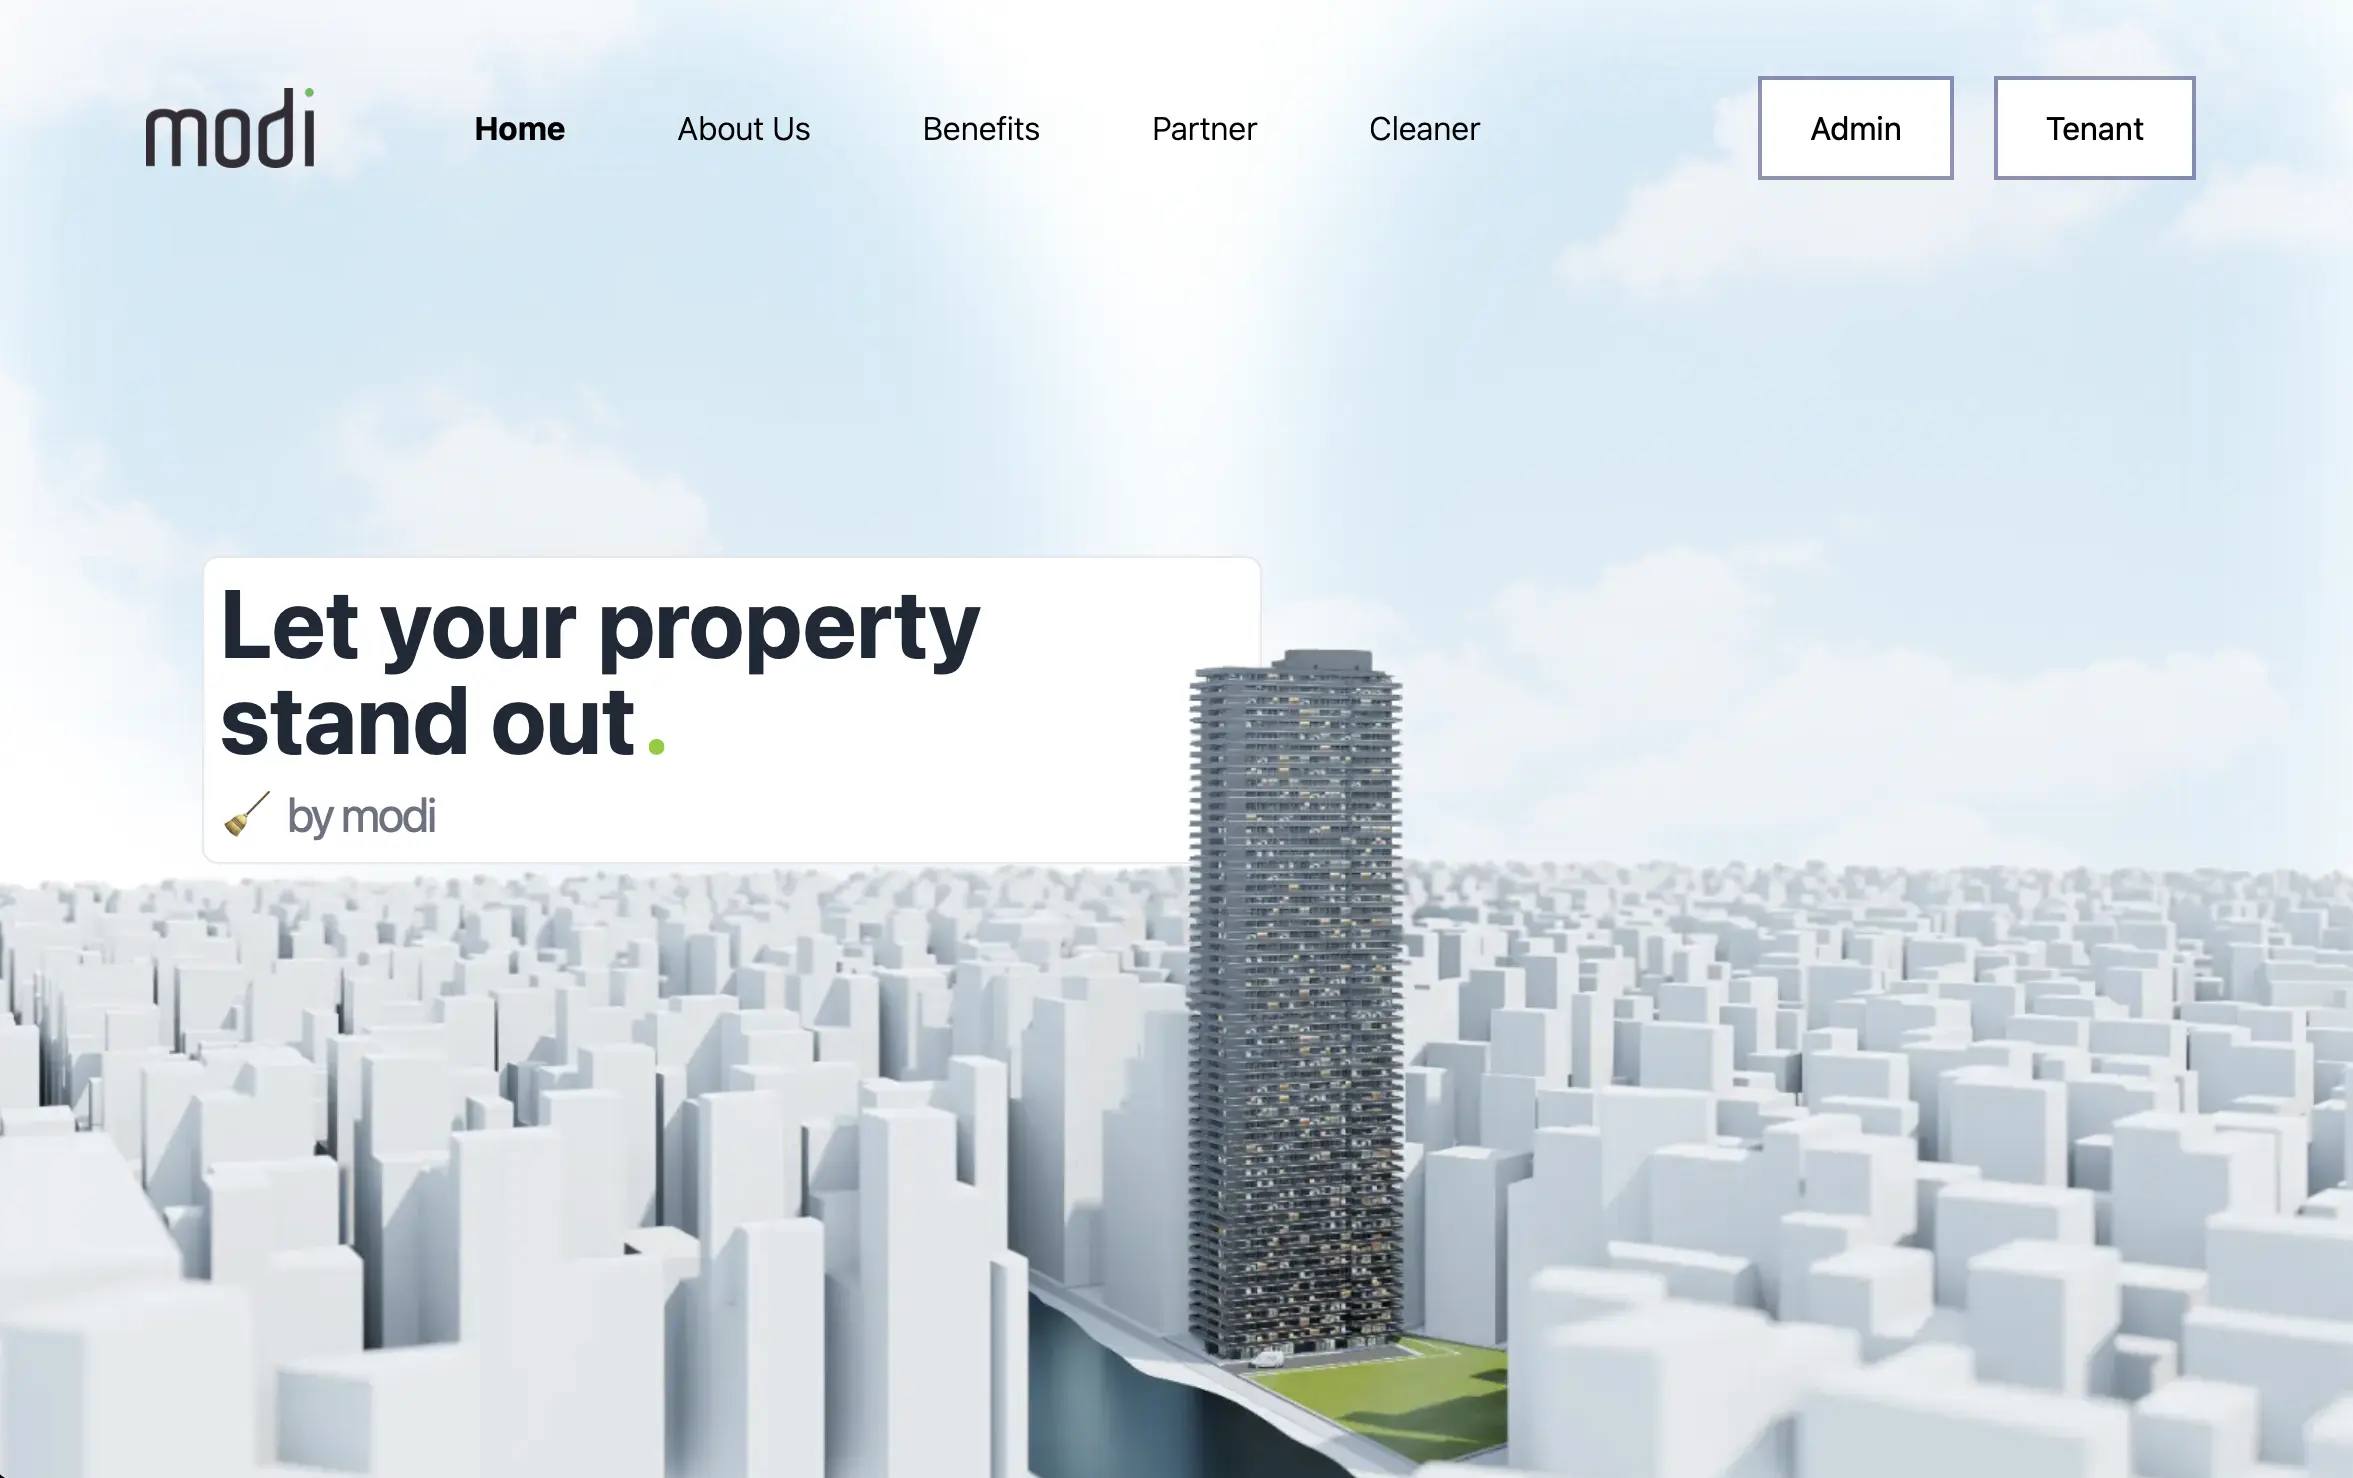 modi
Home
About Us
Benefits
Partner
Cleaner
Admin
Tenant
Let your property
stand out.
🧹 by modi